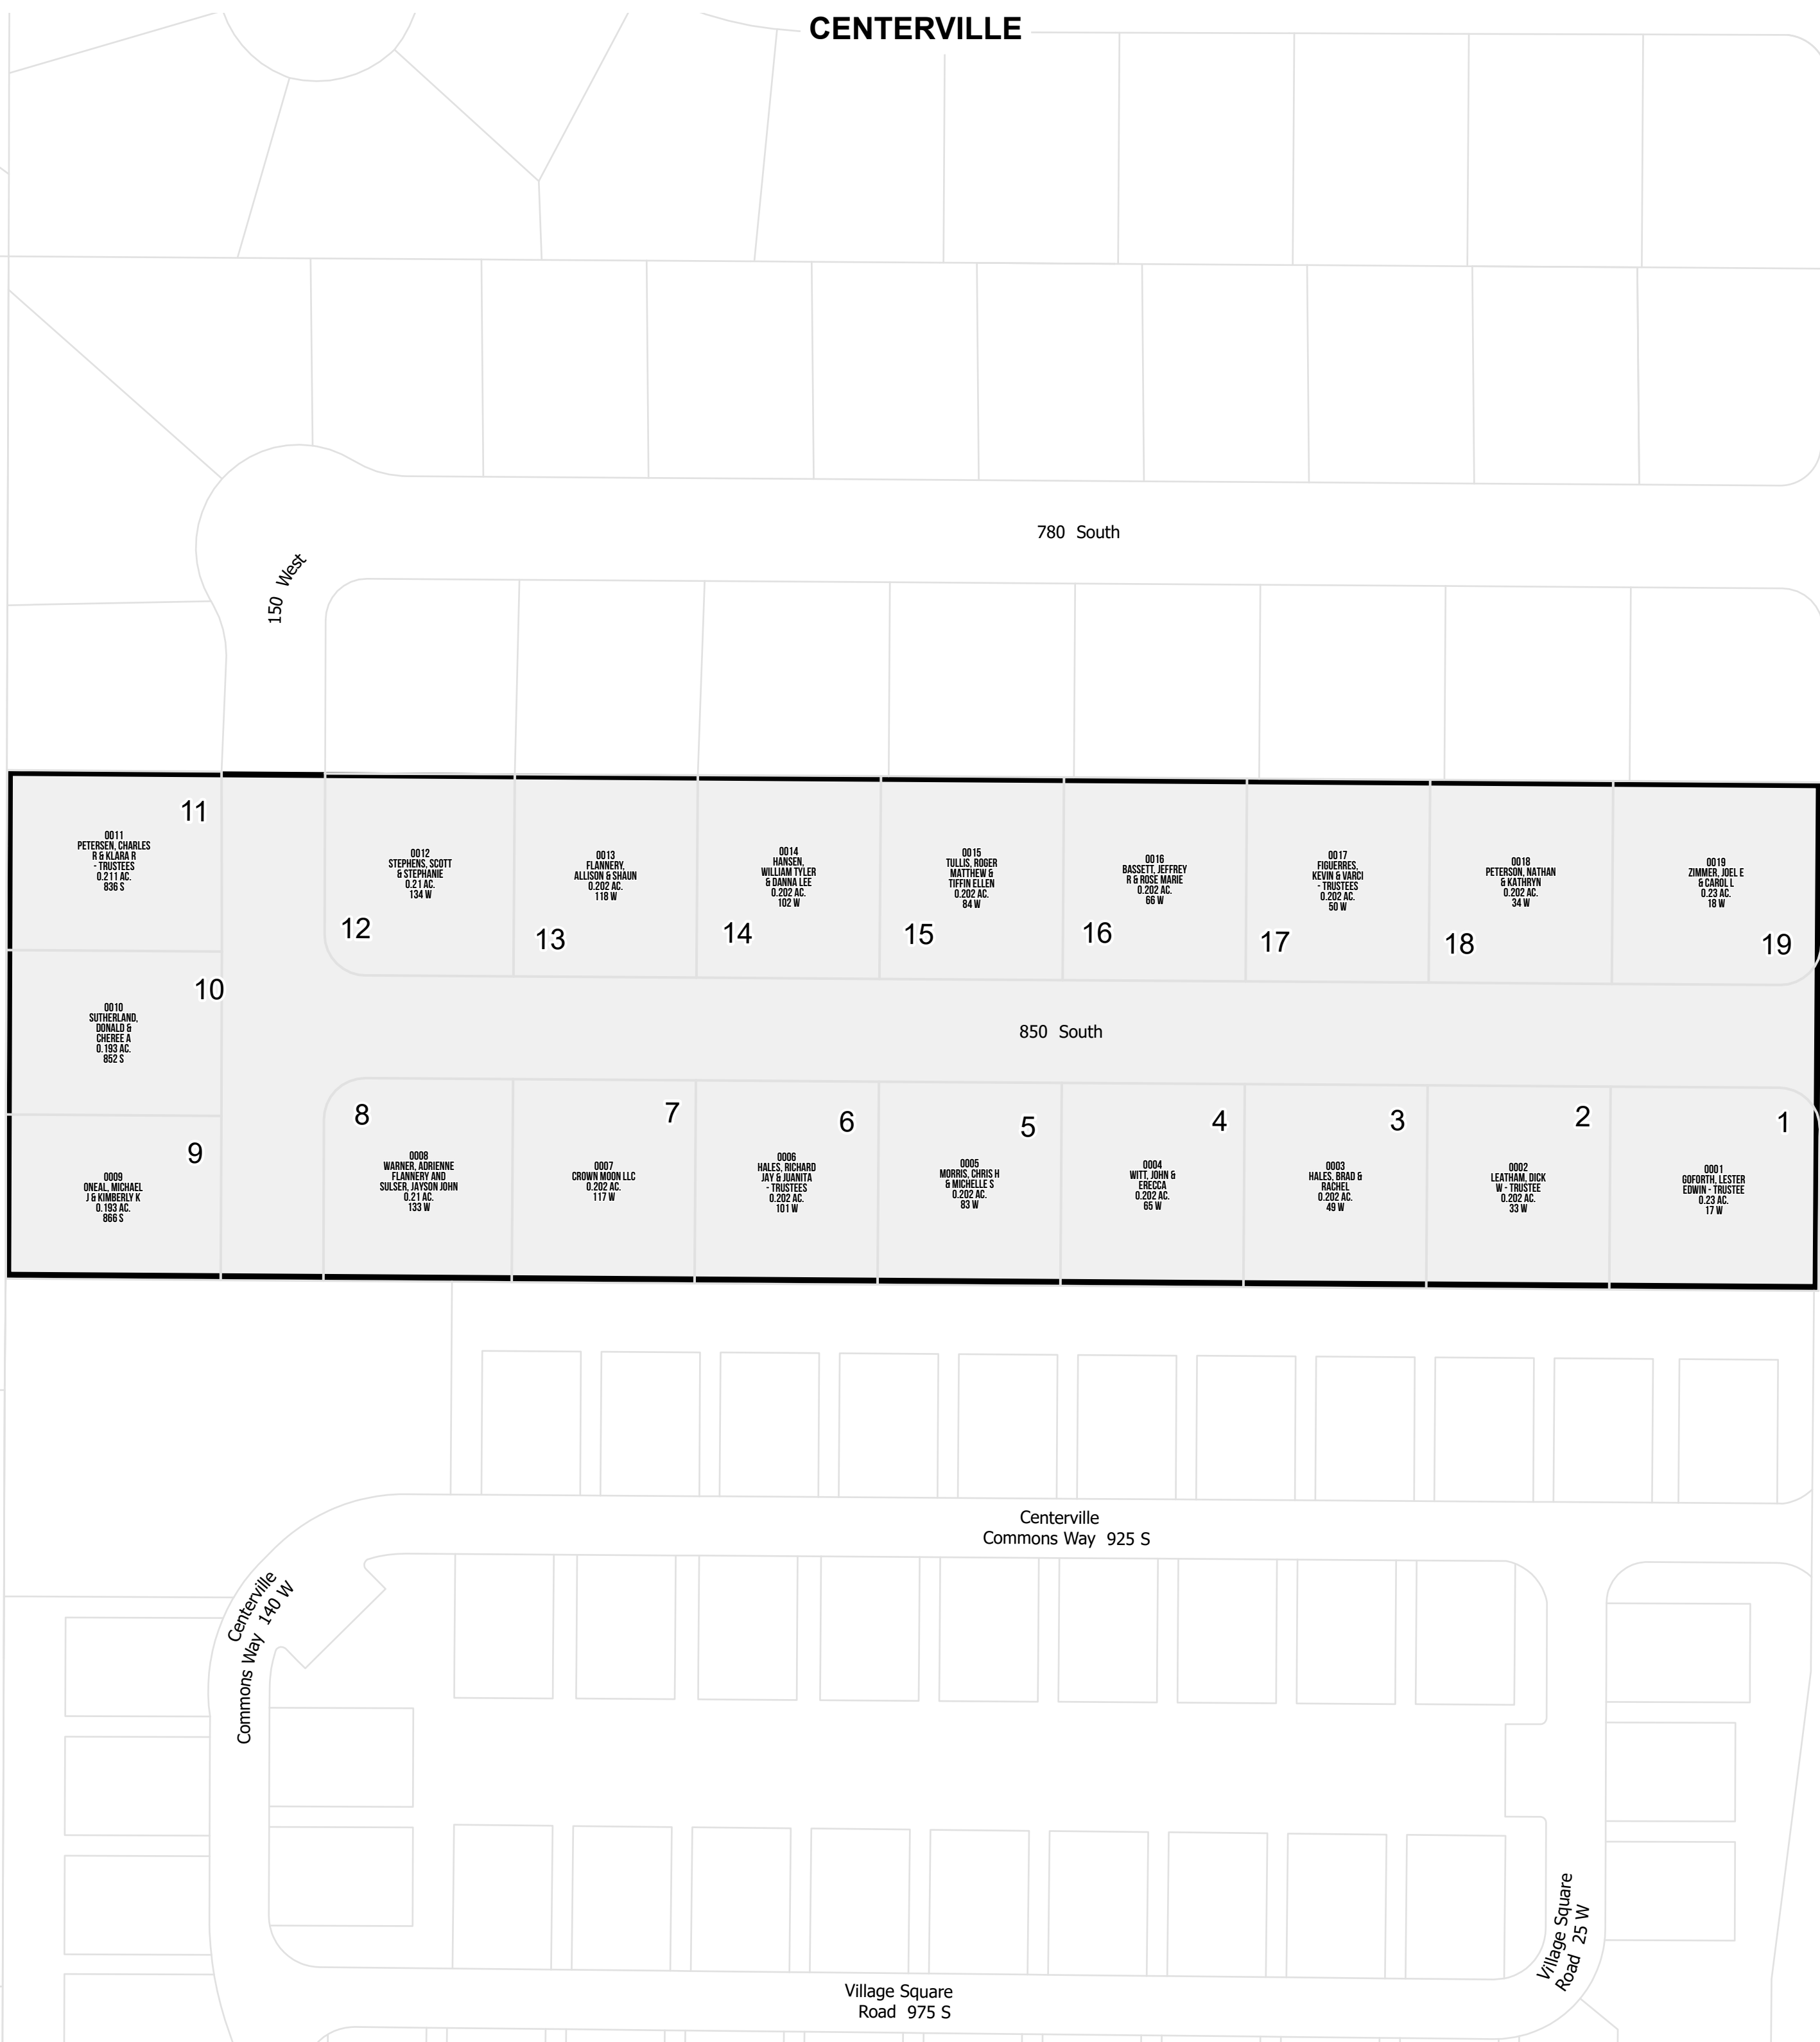 CENTERVILLE
780 South
150 West
11
0011
PETERSEN, CHARLES
R & KLARA R
- TRUSTEES
0.211 AC.
836 S
0012
STEPHENS, SCOTT
& STEPHANIE
0.21 AC.
134 W
12
0013
FLANNERY,
ALLISON & SHAUN
0.202 AC.
118 W
13
0014
HANSEN,
WILLIAM TYLER
& DANNA LEE
0.202 AC.
102 W
14
0015
TULLIS, ROGER
MATTHEW &
TIFFIN ELLEN
0.202 AC.
84 W
15
0016
BASSETT, JEFFREY
R & ROSE MARIE
0.202 AC.
66 W
16
0017
FIGUERRES,
KEVIN & VARCI
- TRUSTEES
0.202 AC.
50 W
17
0018
PETERSON, NATHAN
& KATHRYN
0.202 AC.
34 W
18
0019
ZIMMER, JOEL E
& CAROL L
0.23 AC.
18 W
19
10
0010
SUTHERLAND,
DONALD &
CHEREE A
0.193 AC.
852 S
850 South
9
0009
ONEAL, MICHAEL
J & KIMBERLY K
0.193 AC.
866 S
8
0008
WARNER, ADRIENNE
FLANNERY AND
SULSER, JAYSON JOHN
0.21 AC.
133 W
7
0007
CROWN MOON LLC
0.202 AC.
117 W
6
0006
HALES, RICHARD
JAY & JUANITA
- TRUSTEES
0.202 AC.
101 W
5
0005
MORRIS, CHRIS H
& MICHELLE S
0.202 AC.
83 W
4
0004
WITT, JOHN &
ERECCA
0.202 AC.
65 W
3
0003
HALES, BRAD &
RACHEL
0.202 AC.
49 W
2
0002
LEATHAM, DICK
W - TRUSTEE
0.202 AC.
33 W
1
0001
GOFORTH, LESTER
EDWIN - TRUSTEE
0.23 AC.
17 W
Centerville
Commons Way 925 S
Centerville
Commons Way 140 W
Village Square
Road 25 W
Village Square
Road 975 S